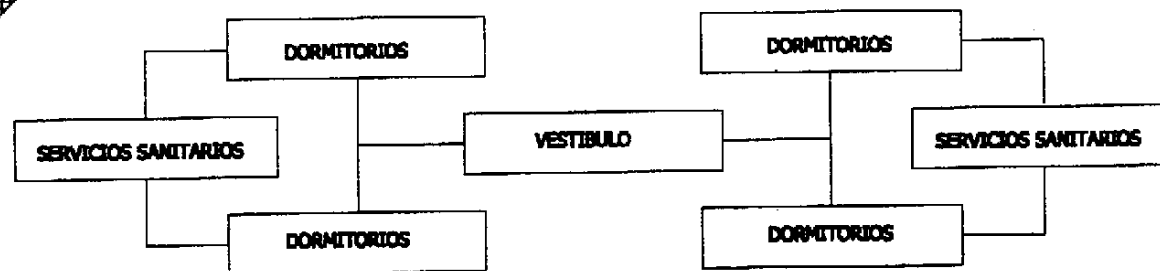 DORMITORIOS
DORMITORIOS
SERVICIOS SANITARIOS
VESTIBULO
SERVICIOS SANITARIOS
DORMITORIOS
DORMITORIOS